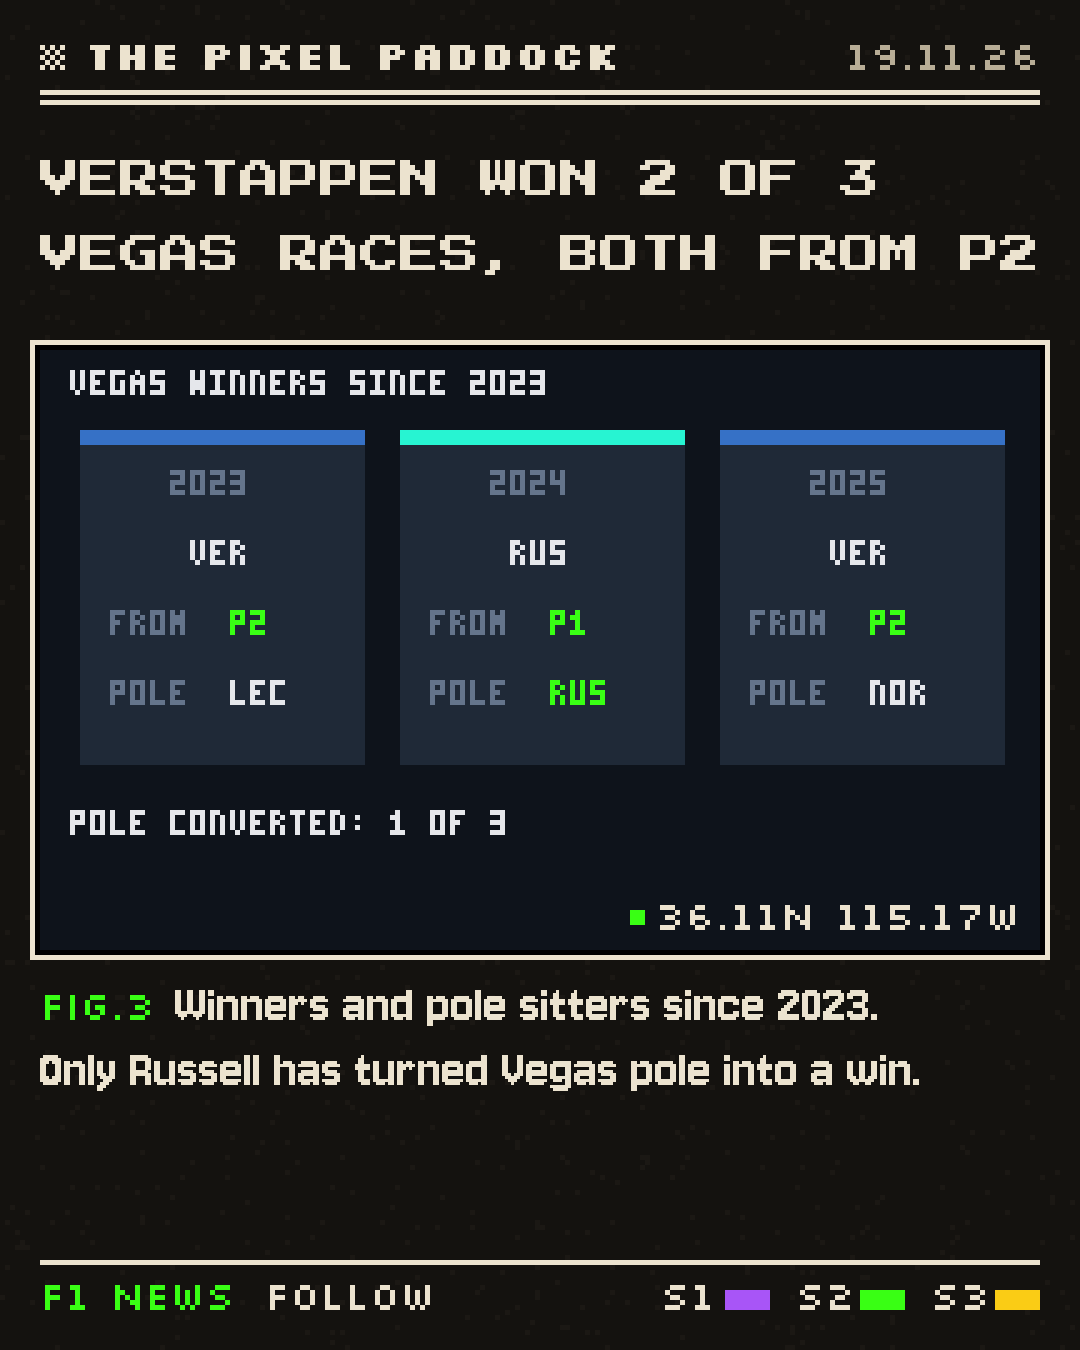 THE PIXEL PADDOCK 19.11.26
VERSTAPPEN WON 2 OF 3
VEGAS RACES, BOTH FROM P2
VEGAS WINNERS SINCE 2023
2023 2024 2025
VER RUS VER
FROM P2 FROM P1 FROM P2
POLE LEC POLE RUS POLE NOR
POLE CONVERTED: 1 OF 3
36.11N 115.17W
FIG.3 Winners and pole sitters since 2023.
Only Russell has turned Vegas pole into a win.
F1 NEWS FOLLOW S1 S2 S3